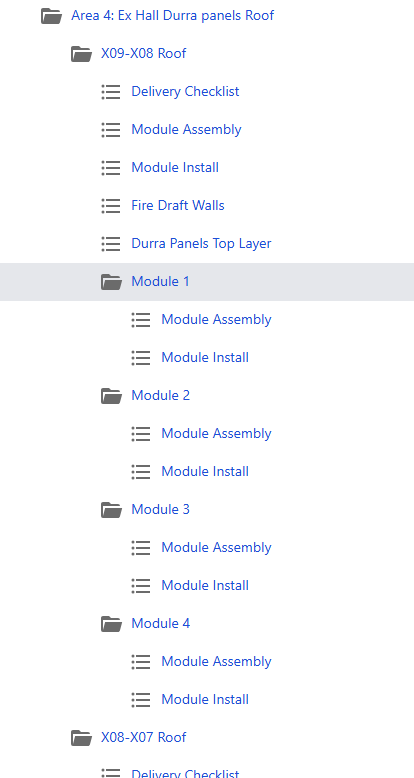 Area 4: Ex Hall Durra panels Roof
X09-X08 Roof
Delivery Checklist
Module Assembly
Module Install
Fire Draft Walls
Durra Panels Top Layer
Module 1
Module Assembly
Module Install
Module 2
Module Assembly
Module Install
Module 3
Module Assembly
Module Install
Module 4
Module Assembly
Module Install
X08-X07 Roof
Delivery Checklist